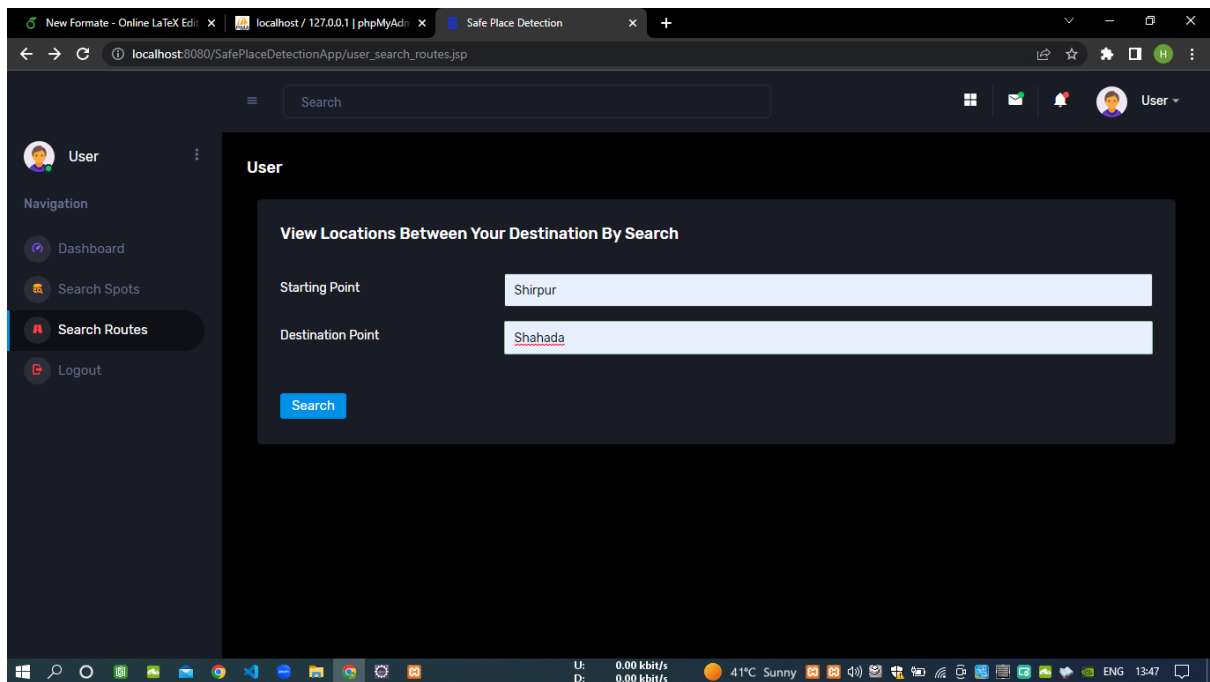 New Formate - Online LaTeX Edit
localhost / 127.0.0.1 | phpMyAdm
Safe Place Detection
localhost:8080/SafePlaceDetectionApp/user_search_routes.jsp
H
Search
User
User
Navigation
Dashboard
Search Spots
Search Routes
Logout
User
View Locations Between Your Destination By Search
Starting Point
Shirpur
Destination Point
Shahada
Search
U: 0.00 kbit/s
D: 0.00 kbit/s
41°C Sunny
ENG
13:47